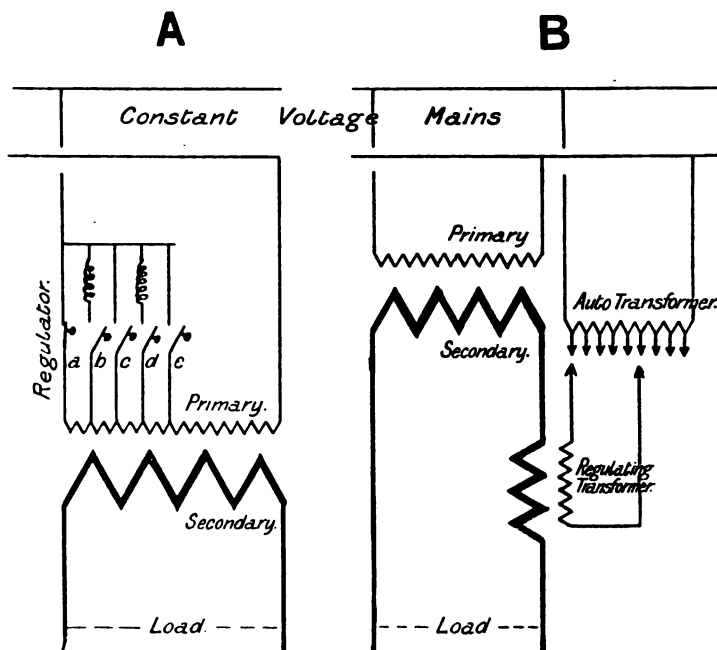 A B
Constant Voltage Mains
Regulator.
a b c d c
Primary.
Secondary.
Load.
Primary
Secondary.
Auto Transformer.
Regulating
Transformer.
Load